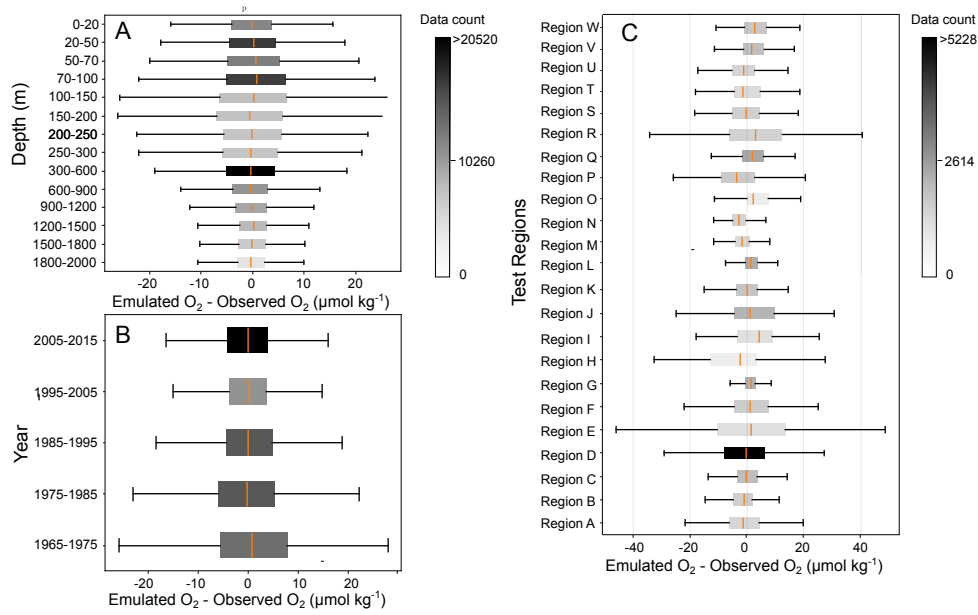 A
Depth (m)
0-20
20-50
50-70
70-100
100-150
150-200
200-250
250-300
300-600
600-900
900-1200
1200-1500
1500-1800
1800-2000
-20 -10 0 10 20
Emulated O₂ - Observed O₂ (μmol kg⁻¹)
Data count
>20520
10260
0
B
Year
2005-2015
1995-2005
1985-1995
1975-1985
1965-1975
-20 -10 0 10 20 30
Emulated O₂ - Observed O₂ (μmol kg⁻¹)
C
Test Regions
Region W
Region V
Region U
Region T
Region S
Region R
Region Q
Region P
Region O
Region N
Region M
Region L
Region K
Region J
Region I
Region H
Region G
Region F
Region E
Region D
Region C
Region B
Region A
-40 -20 0 20 40
Emulated O₂ - Observed O₂ (μmol kg⁻¹)
Data count
>5228
2614
0